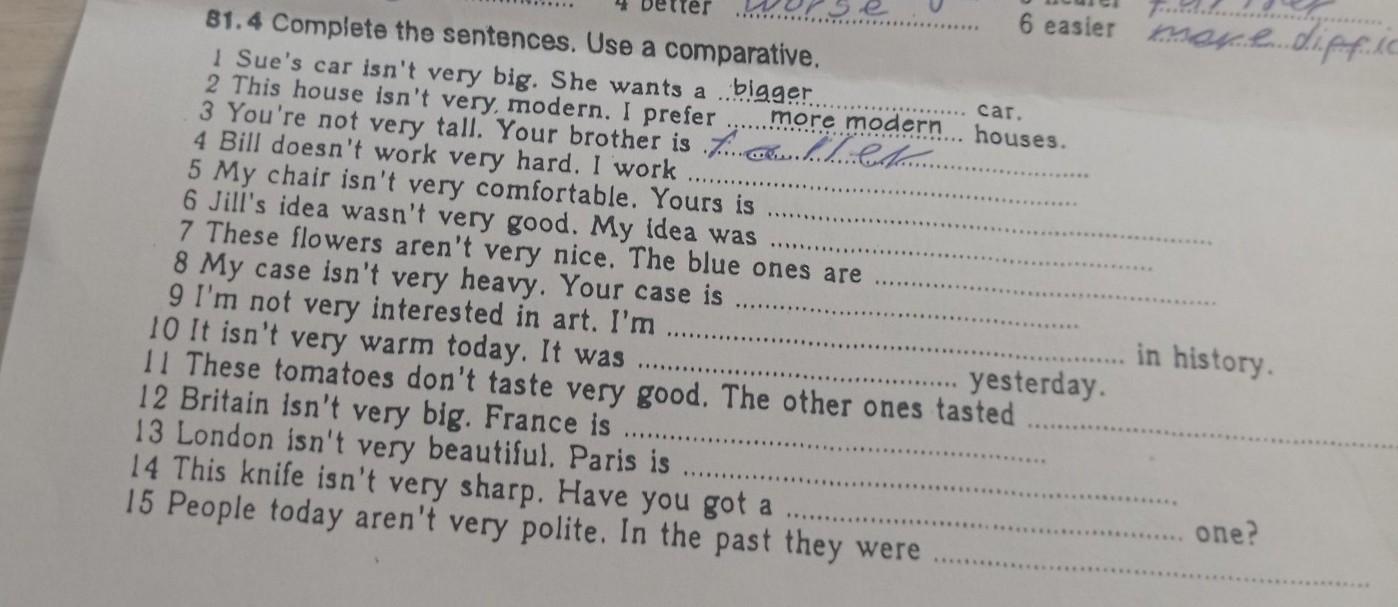 4 better worse
6 easier more diffic
81.4 Complete the sentences. Use a comparative.
1 Sue's car isn't very big. She wants a ..bigger.......... car.
2 This house isn't very modern. I prefer .....more modern... houses.
3 You're not very tall. Your brother is taller
4 Bill doesn't work very hard. I work ..........
5 My chair isn't very comfortable. Yours is ..........
6 Jill's idea wasn't very good. My idea was ..........
7 These flowers aren't very nice. The blue ones are ..........
8 My case isn't very heavy. Your case is ..........
9 I'm not very interested in art. I'm .......... in history.
10 It isn't very warm today. It was .......... yesterday.
11 These tomatoes don't taste very good. The other ones tasted ..........
12 Britain isn't very big. France is ..........
13 London isn't very beautiful. Paris is ..........
14 This knife isn't very sharp. Have you got a .......... one?
15 People today aren't very polite. In the past they were ..........